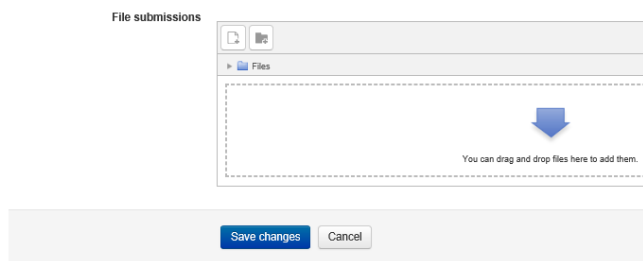 File submissions
Files
You can drag and drop files here to add them.
Save changes
Cancel